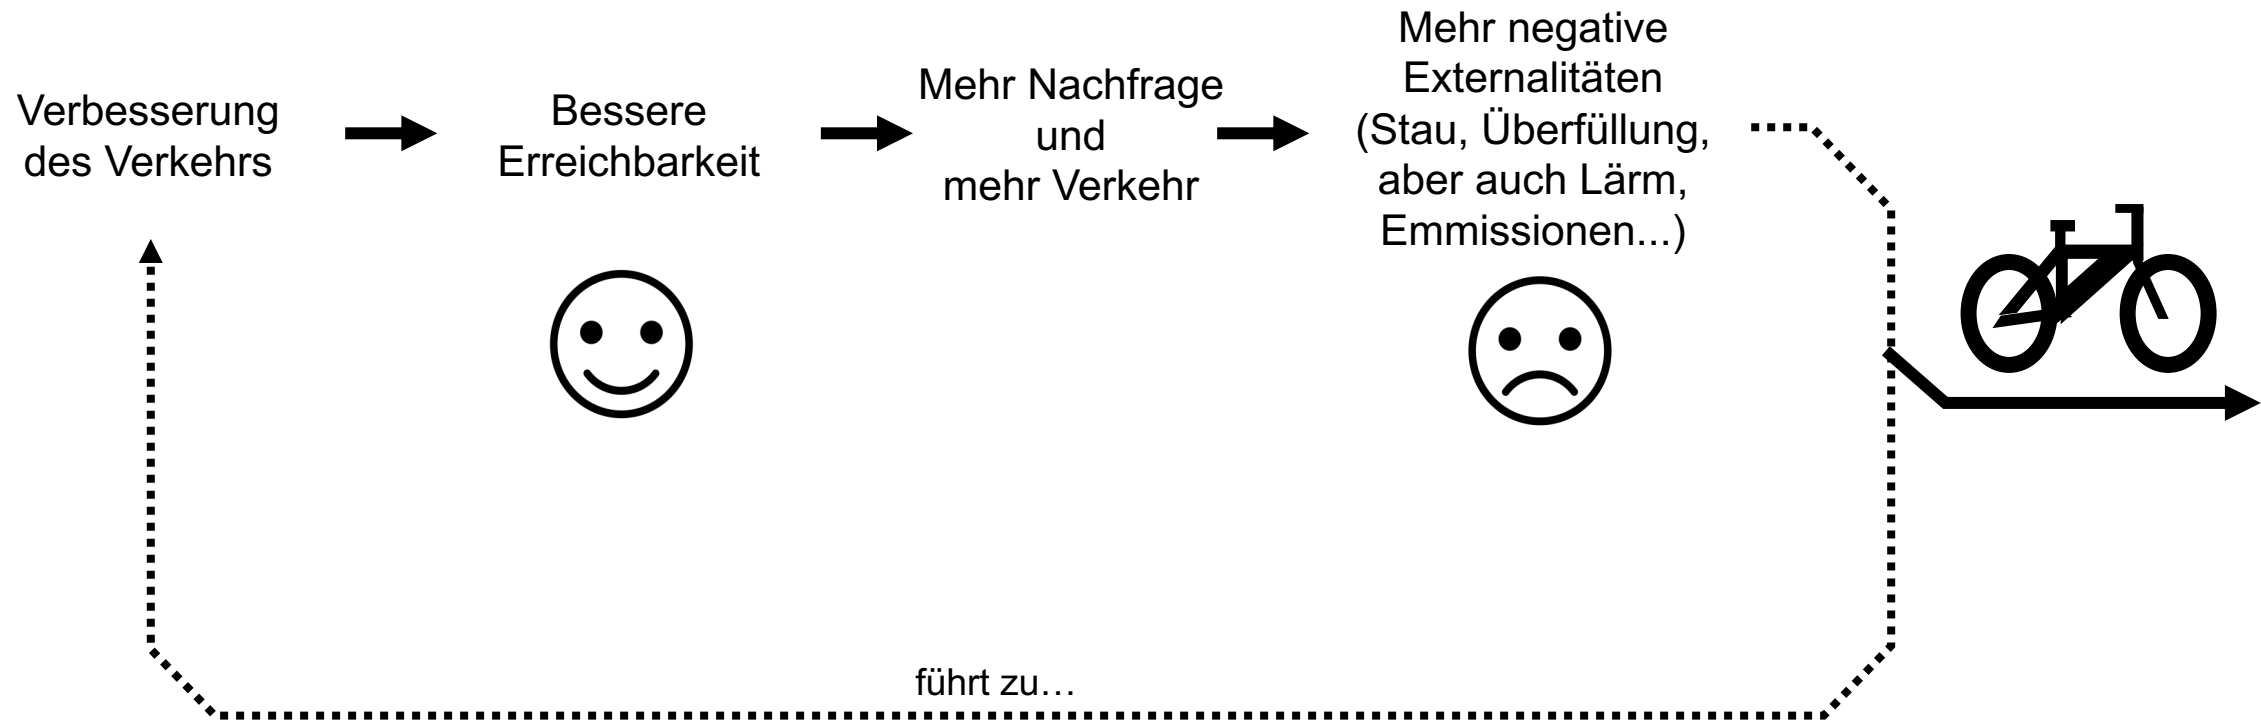 Verbesserung
des Verkehrs
Bessere
Erreichbarkeit
Mehr Nachfrage
und
mehr Verkehr
Mehr negative
Externalitäten
(Stau, Überfüllung,
aber auch Lärm,
Emmissionen...)
führt zu…